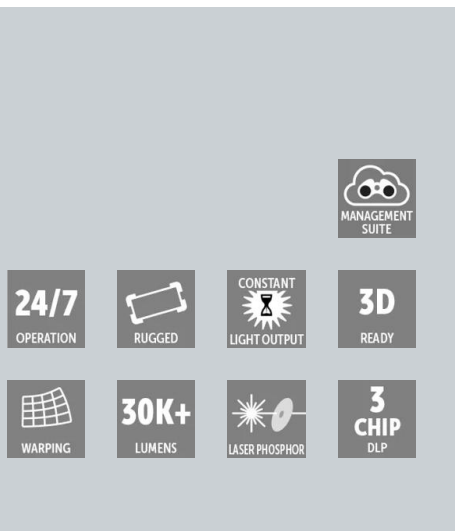 MANAGEMENT
SUITE
24/7
OPERATION
RUGGED
CONSTANT
LIGHT OUTPUT
3D
READY
WARPING
30K+
LUMENS
LASER PHOSPHOR
3
CHIP
DLP